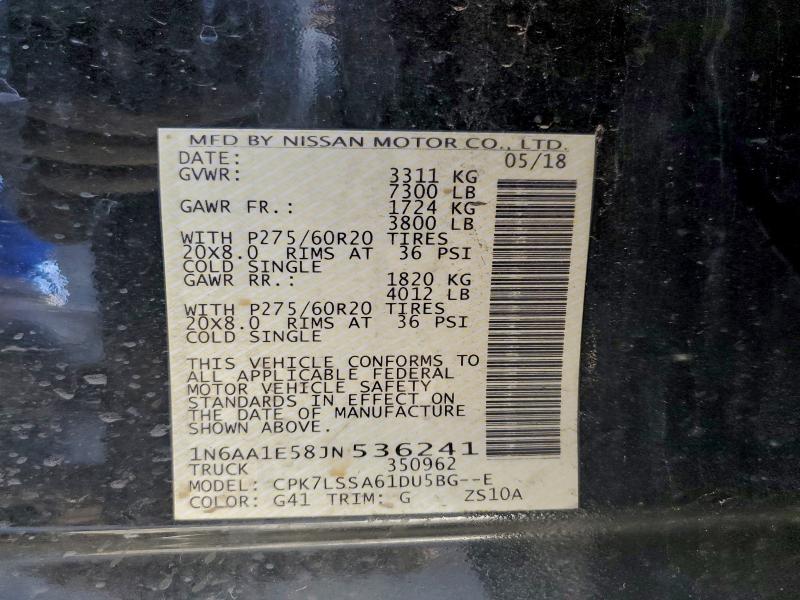 MFD BY NISSAN MOTOR CO., LTD.
DATE: 05/18
GVWR: 3311 KG
7300 LB
GAWR FR.: 1724 KG
3800 LB
WITH P275/60R20 TIRES
20X8.0 RIMS AT 36 PSI
COLD SINGLE
GAWR RR.: 1820 KG
4012 LB
WITH P275/60R20 TIRES
20X8.0 RIMS AT 36 PSI
COLD SINGLE
THIS VEHICLE CONFORMS TO
ALL APPLICABLE FEDERAL
MOTOR VEHICLE SAFETY
STANDARDS IN EFFECT ON
THE DATE OF MANUFACTURE
SHOWN ABOVE.
1N6AA1E58JN536241
TRUCK 350962
MODEL: CPK7LSSA61DU5BG--E
COLOR: G41 TRIM: G ZS10A